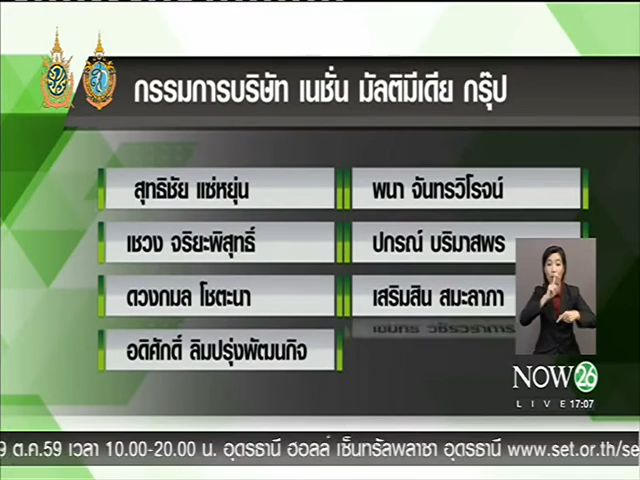 กรรมการบริษัท เนชั่น มัลติมีเดีย กรุ๊ป
สุทธิชัย แซ่หยุ่น
พนา จันทรวิโรจน์
เชวง จริยะพิสุทธิ์
ปกรณ์ บริมาสพร
ดวงกมล โชตะนา
เสริมสิน สมะลาภา
อดิศักดิ์ ลิมปรุ่งพัฒนกิจ
NOW 26
LIVE 17:07
9 ต.ค.59 เวลา 10.00-20.00 น. อุดรธานี ฮอลล์ เซ็นทรัลพลาซา อุดรธานี www.set.or.th/se